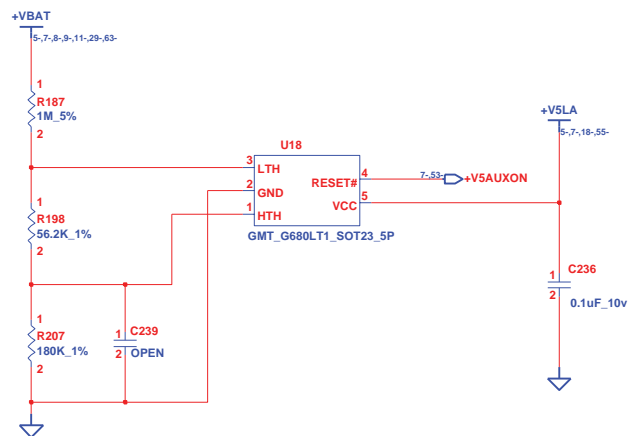 +VBAT
5-,7-,8-,9-,11-,29-,63-
1
R187
1M_5%
2
+V5LA
5-,7-,18-,55-
U18
3
LTH
4
RESET#
7-,53-
+V5AUXON
2
GND
5
VCC
1
HTH
GMT_G680LT1_SOT23_5P
1
R198
56.2K_1%
2
C236
1
2
0.1uF_10v
1
R207
180K_1%
2
C239
1
OPEN
2